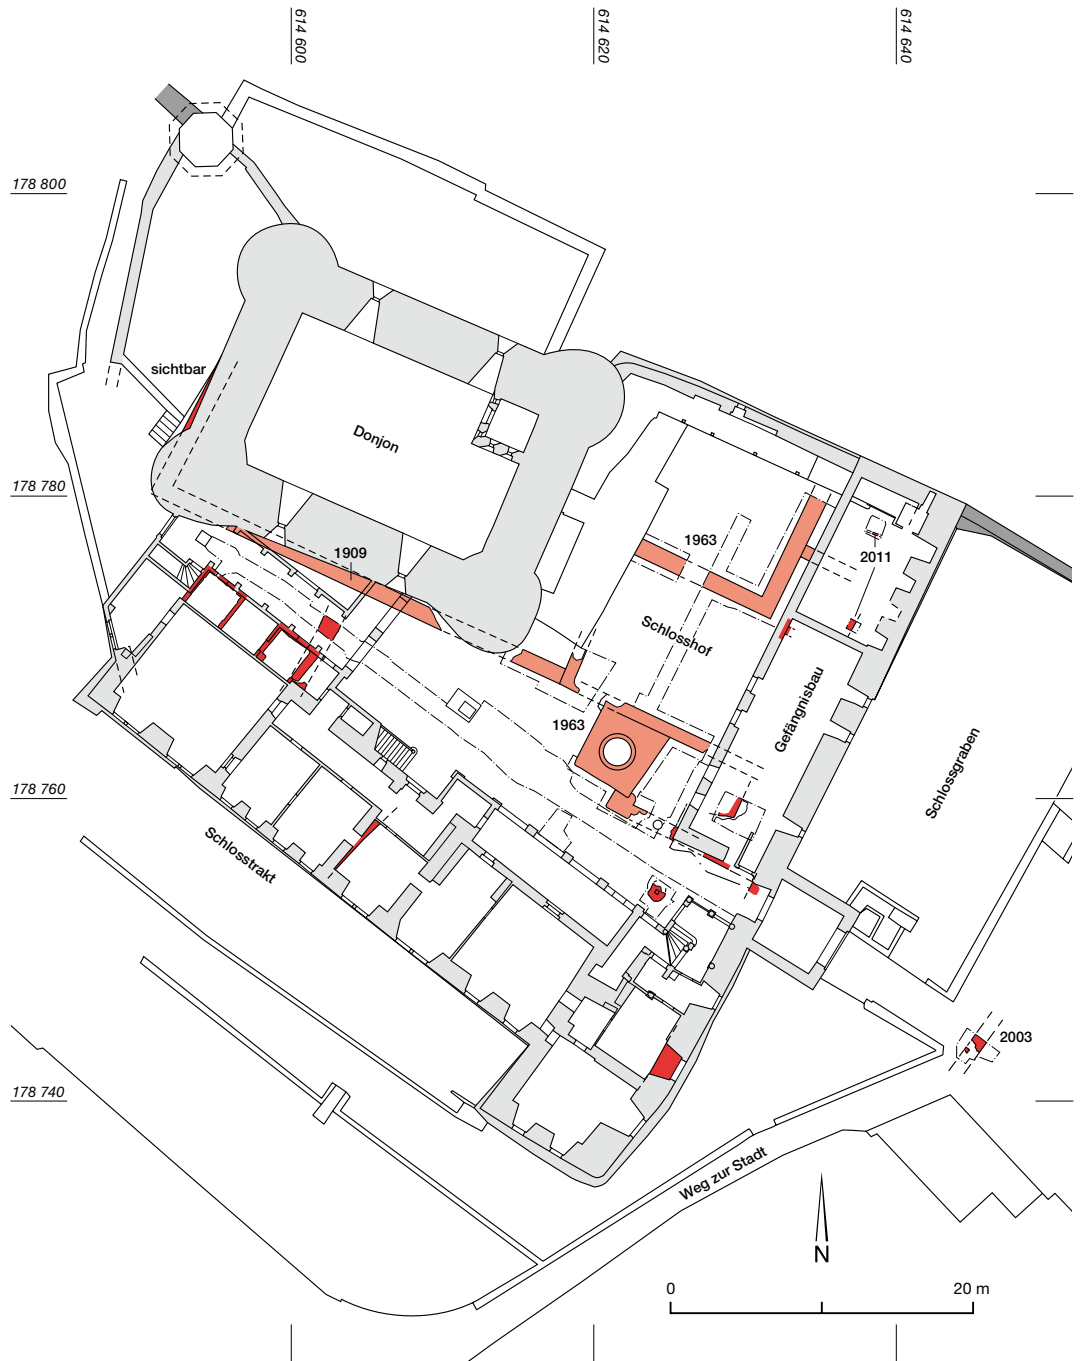 614 600
614 620
614 640
178 800
sichtbar
Donjon
178 780
1909
1963
2011
Schlosshof
Gefängnisbau
1963
Schlossgraben
178 760
Schlosstrakt
2003
178 740
Weg zur Stadt
N
0
20 m